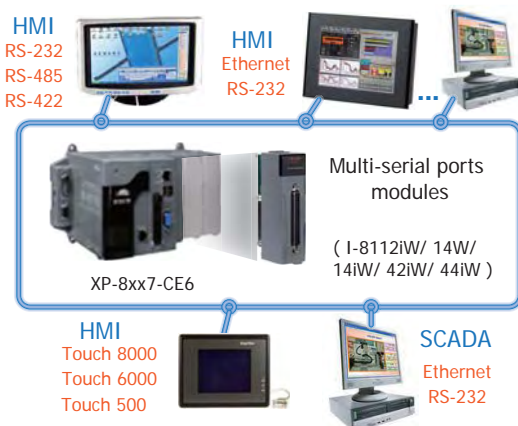 HMI
RS-232
RS-485
RS-422
HMI
Ethernet
RS-232
...
Multi-serial ports
modules
( I-8112iW/ 14W/
14iW/ 42iW/ 44iW )
XP-8xx7-CE6
HMI
Touch 8000
Touch 6000
Touch 500
SCADA
Ethernet
RS-232